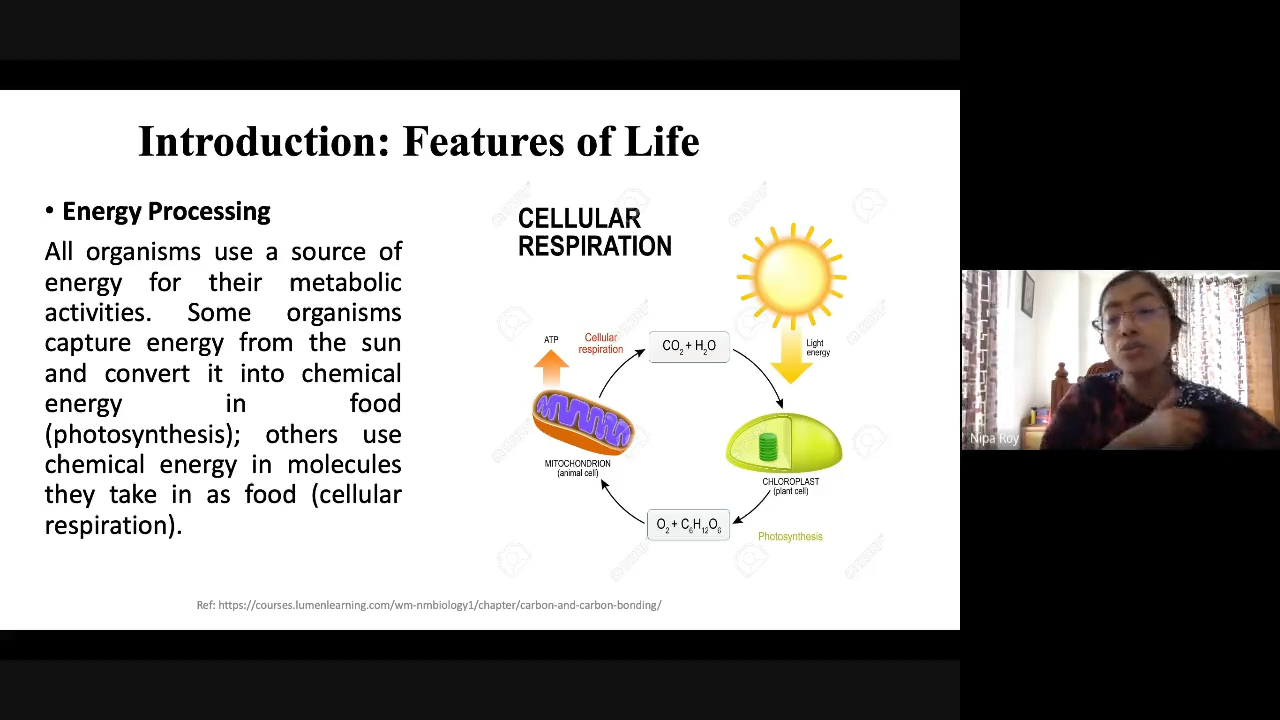 Introduction: Features of Life
• Energy Processing
All organisms use a source of
energy for their metabolic
activities. Some organisms
capture energy from the sun
and convert it into chemical
energy in food
(photosynthesis); others use
chemical energy in molecules
they take in as food (cellular
respiration).
CELLULAR
RESPIRATION
Light
energy
ATP
Cellular
respiration
CO₂ + H₂O
MITOCHONDRION
(animal cell)
CHLOROPLAST
(plant cell)
O₂ + C₆H₁₂O₆
Photosynthesis
Ref: https://courses.lumenlearning.com/wm-nmbiology1/chapter/carbon-and-carbon-bonding/
Nipa Roy